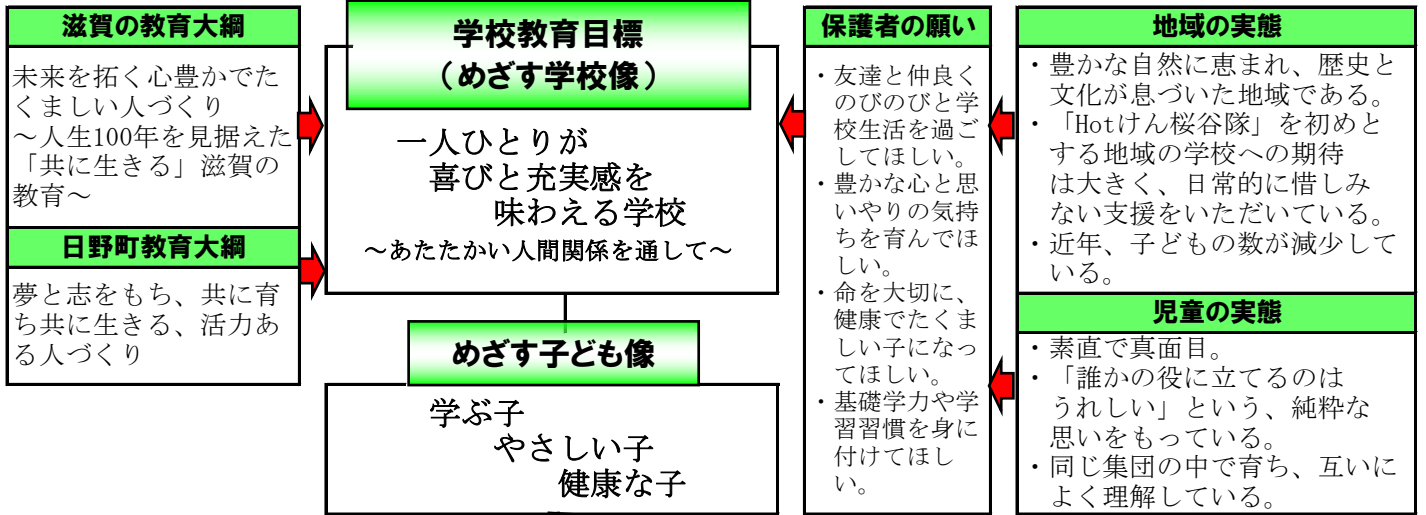 滋賀の教育大綱
未来を拓く心豊かでた
くましい人づくり
～人生100年を見据えた
「共に生きる」滋賀の
教育～
日野町教育大綱
夢と志をもち、共に育
ち共に生きる、活力あ
る人づくり
学校教育目標
（めざす学校像）
一人ひとりが
喜びと充実感を
味わえる学校
～あたたかい人間関係を通して～
めざす子ども像
学ぶ子
やさしい子
健康な子
保護者の願い
・友達と仲良く
のびのびと学
校生活を過ご
してほしい。
・豊かな心と思
いやりの気持
ちを育んでほ
しい。
・命を大切に、
健康でたくま
しい子になっ
てほしい。
・基礎学力や学
習習慣を身に
付けてほし
い。
地域の実態
・豊かな自然に恵まれ、歴史と
文化が息づいた地域である。
・「Hotけん桜谷隊」を初めと
する地域の学校への期待
は大きく、日常的に惜しみ
ない支援をいただいている。
・近年、子どもの数が減少して
いる。
児童の実態
・素直で真面目。
・「誰かの役に立てるのは
うれしい」という、純粋な
思いをもっている。
・同じ集団の中で育ち、互いに
よく理解している。